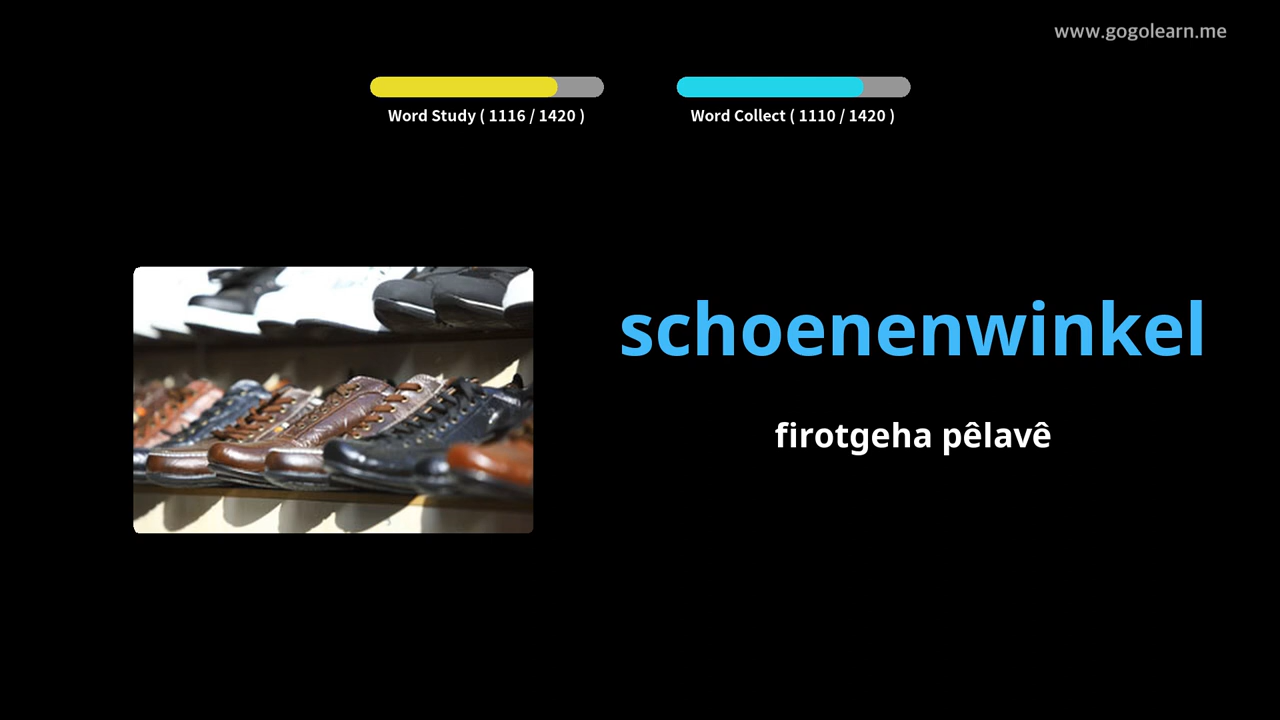 www.gogolearn.me
Word Study ( 1116 / 1420 )
Word Collect ( 1110 / 1420 )
schoenenwinkel
firotgeha pêlavê